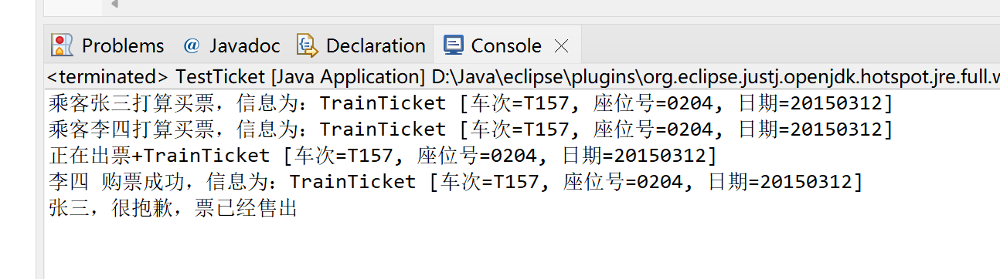 Problems @ Javadoc Declaration Console
<terminated> TestTicket [Java Application] D:\Java\eclipse\plugins\org.eclipse.justj.openjdk.hotspot.jre.full.w
乘客张三打算买票，信息为：TrainTicket [车次=T157, 座位号=0204, 日期=20150312]
乘客李四打算买票，信息为：TrainTicket [车次=T157, 座位号=0204, 日期=20150312]
正在出票+TrainTicket [车次=T157, 座位号=0204, 日期=20150312]
李四 购票成功，信息为：TrainTicket [车次=T157, 座位号=0204, 日期=20150312]
张三，很抱歉，票已经售出